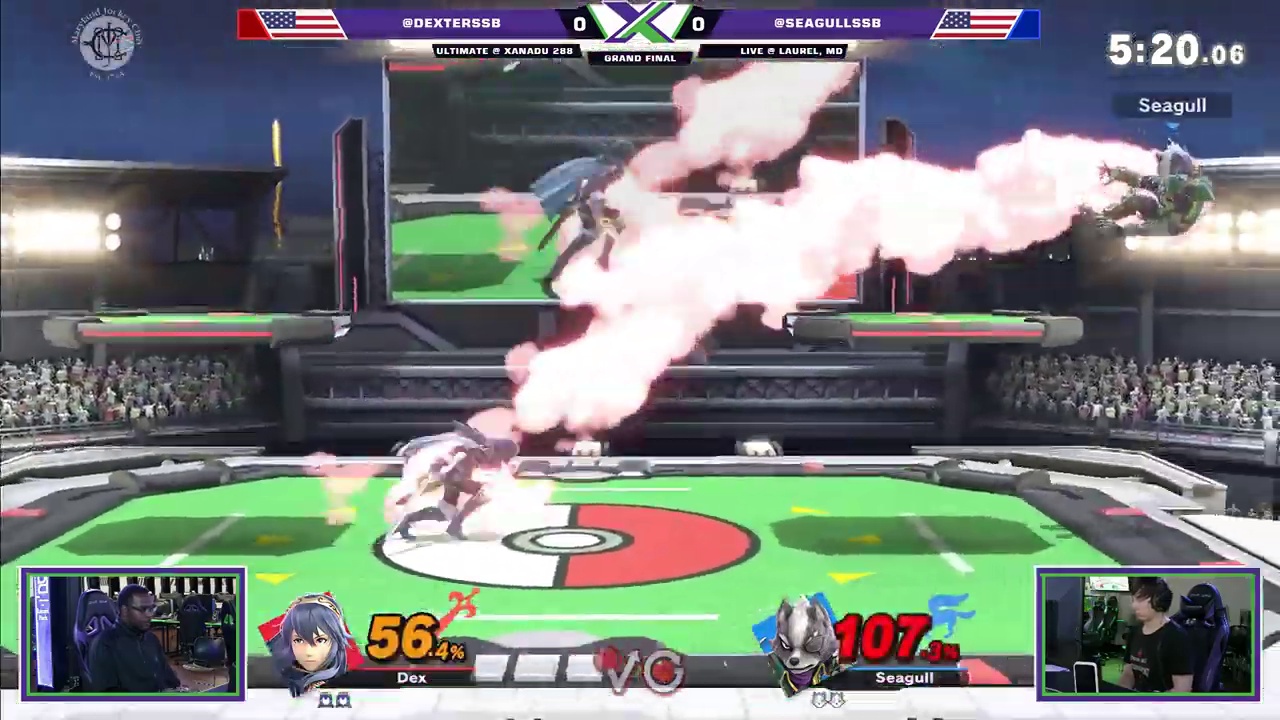 @DEXTERSSB 0 0 @SEAGULLSSB
ULTIMATE @ XANADU 288 LIVE @ LAUREL, MD
GRAND FINAL
5:20.06
Seagull
56.4% 107
Dex VS Seagull